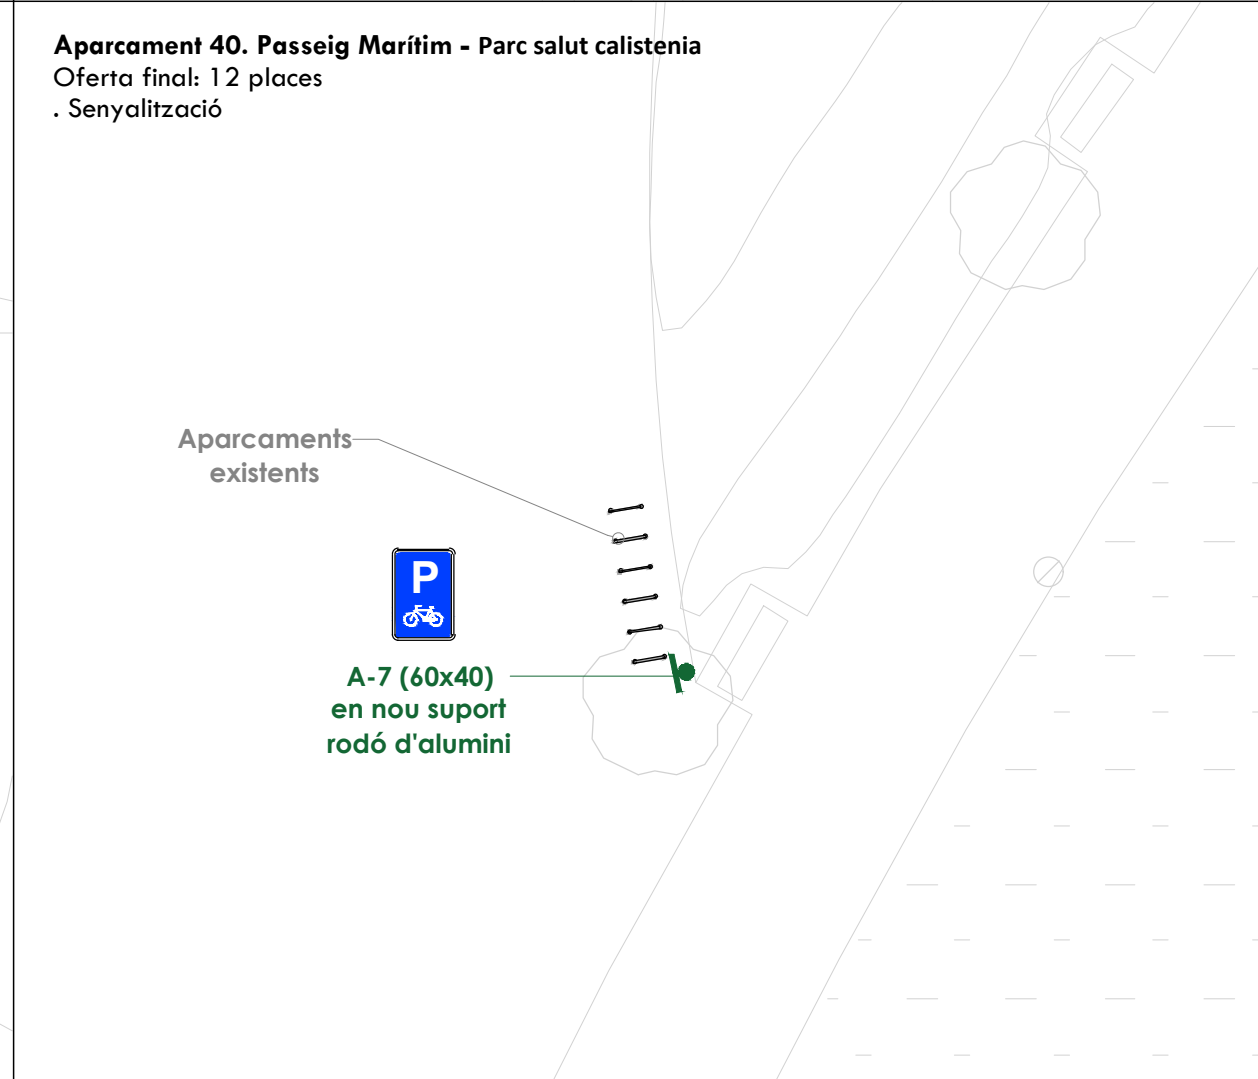 Aparcament 40. Passeig Marítim - Parc salut calistenia
Oferta final: 12 places
. Senyalització
Aparcaments
existents
P
A-7 (60x40)
en nou suport
rodó d'alumini